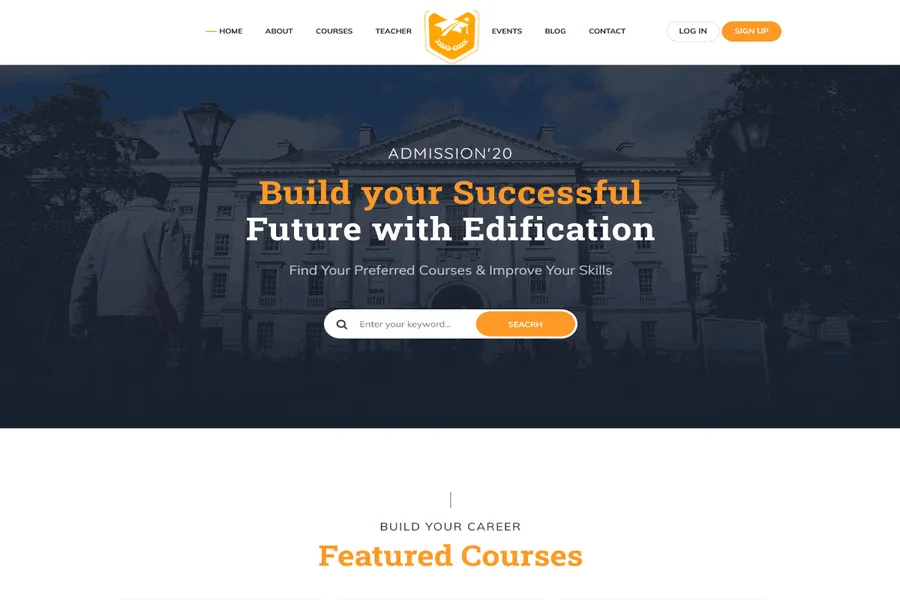 HOME
ABOUT
COURSES
TEACHER
EVENTS
BLOG
CONTACT
LOG IN
SIGN UP
ADMISSION'20
Build your Successful
Future with Edification
Find Your Preferred Courses & Improve Your Skills
Enter your keyword...
SEACRH
BUILD YOUR CAREER
Featured Courses